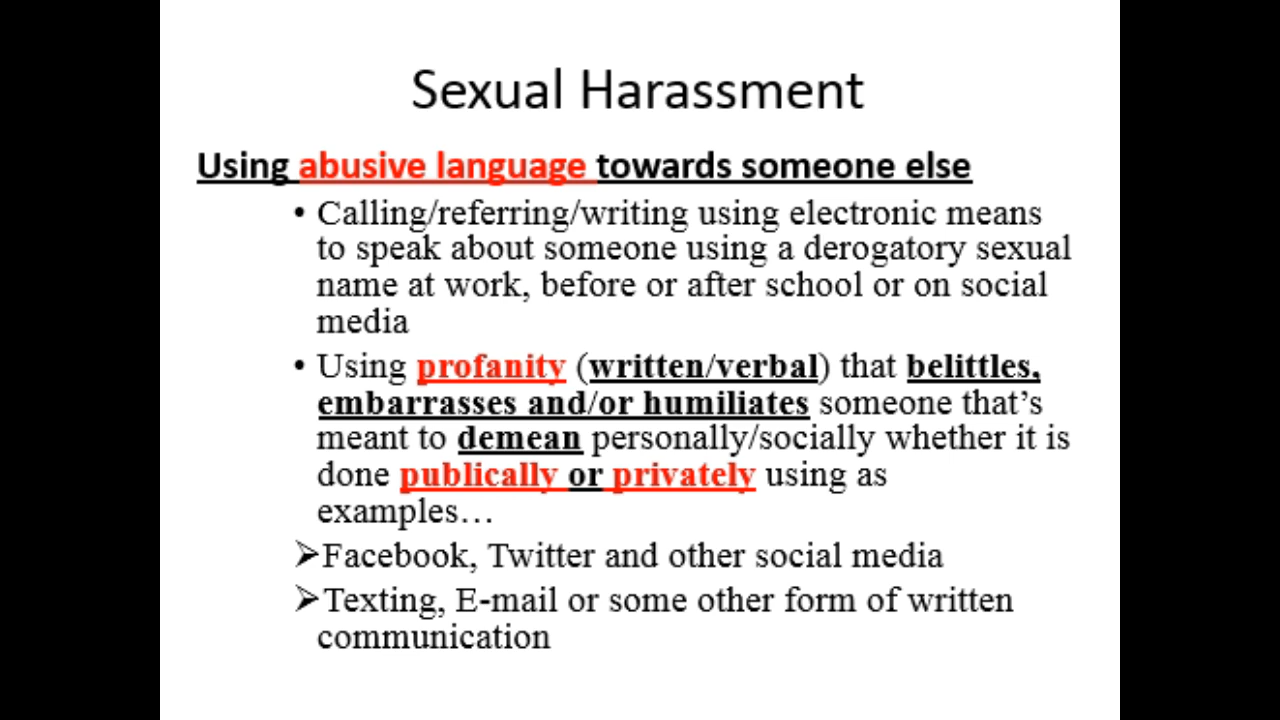 Sexual Harassment
Using abusive language towards someone else
• Calling/referring/writing using electronic means
to speak about someone using a derogatory sexual
name at work, before or after school or on social
media
• Using profanity (written/verbal) that belittles,
embarrasses and/or humiliates someone that’s
meant to demean personally/socially whether it is
done publically or privately using as
examples…
➢Facebook, Twitter and other social media
➢Texting, E-mail or some other form of written
communication